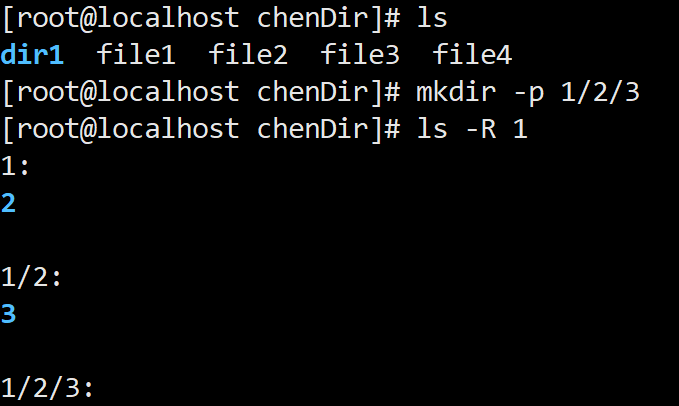 [root@localhost chenDir]# ls
dir1  file1  file2  file3  file4
[root@localhost chenDir]# mkdir -p 1/2/3
[root@localhost chenDir]# ls -R 1
1:
2

1/2:
3

1/2/3: